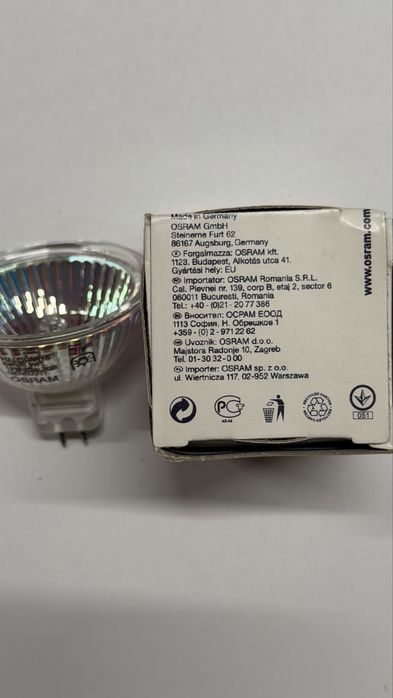 Made in Germany
OSRAM GmbH
Steinerne Furt 62
86167 Augsburg, Germany
Forgalmazza: OSRAM kft.
1123. Budapest, Alkotás utca 41.
Gyártási hely: EU
Importator: OSRAM Romania S.R.L.
Cal. Plevnei nr. 139, corp B, etaj 2, sector 6
060011 Bucuresti, Romania
Tel.: +40 - (0)21 - 20 77 386
Вносител: ОСРАМ ЕООД
1113 София, Н. Обрешков 1
+359 - (0) 2 - 971 22 62
Uvoznik: OSRAM d.o.o.
Majstora Radonje 10, Zagreb
Tel. 01- 30 32-0 00
Importer: OSRAM sp. z o.o.
ul. Wiertnicza 117, 02-952 Warszawa
www.osram.com
051
OSRAM